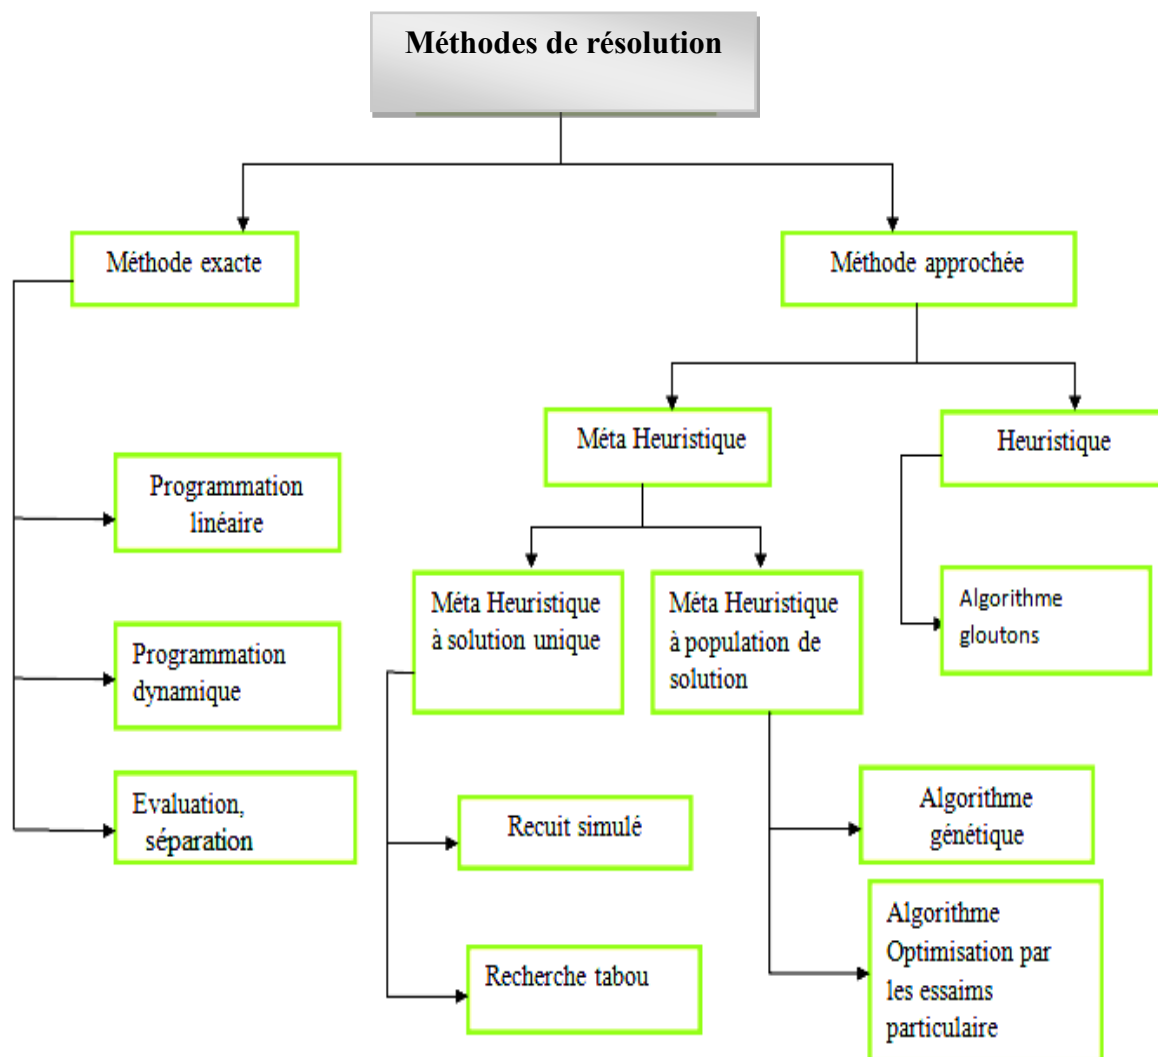 Méthodes de résolution
Méthode exacte
Méthode approchée
Méta Heuristique
Heuristique
Programmation
linéaire
Méta Heuristique
à solution unique
Méta Heuristique
à population de
solution
Algorithme
gloutons
Programmation
dynamique
Evaluation,
séparation
Recuit simulé
Algorithme
génétique
Recherche tabou
Algorithme
Optimisation par
les essaims
particulaire